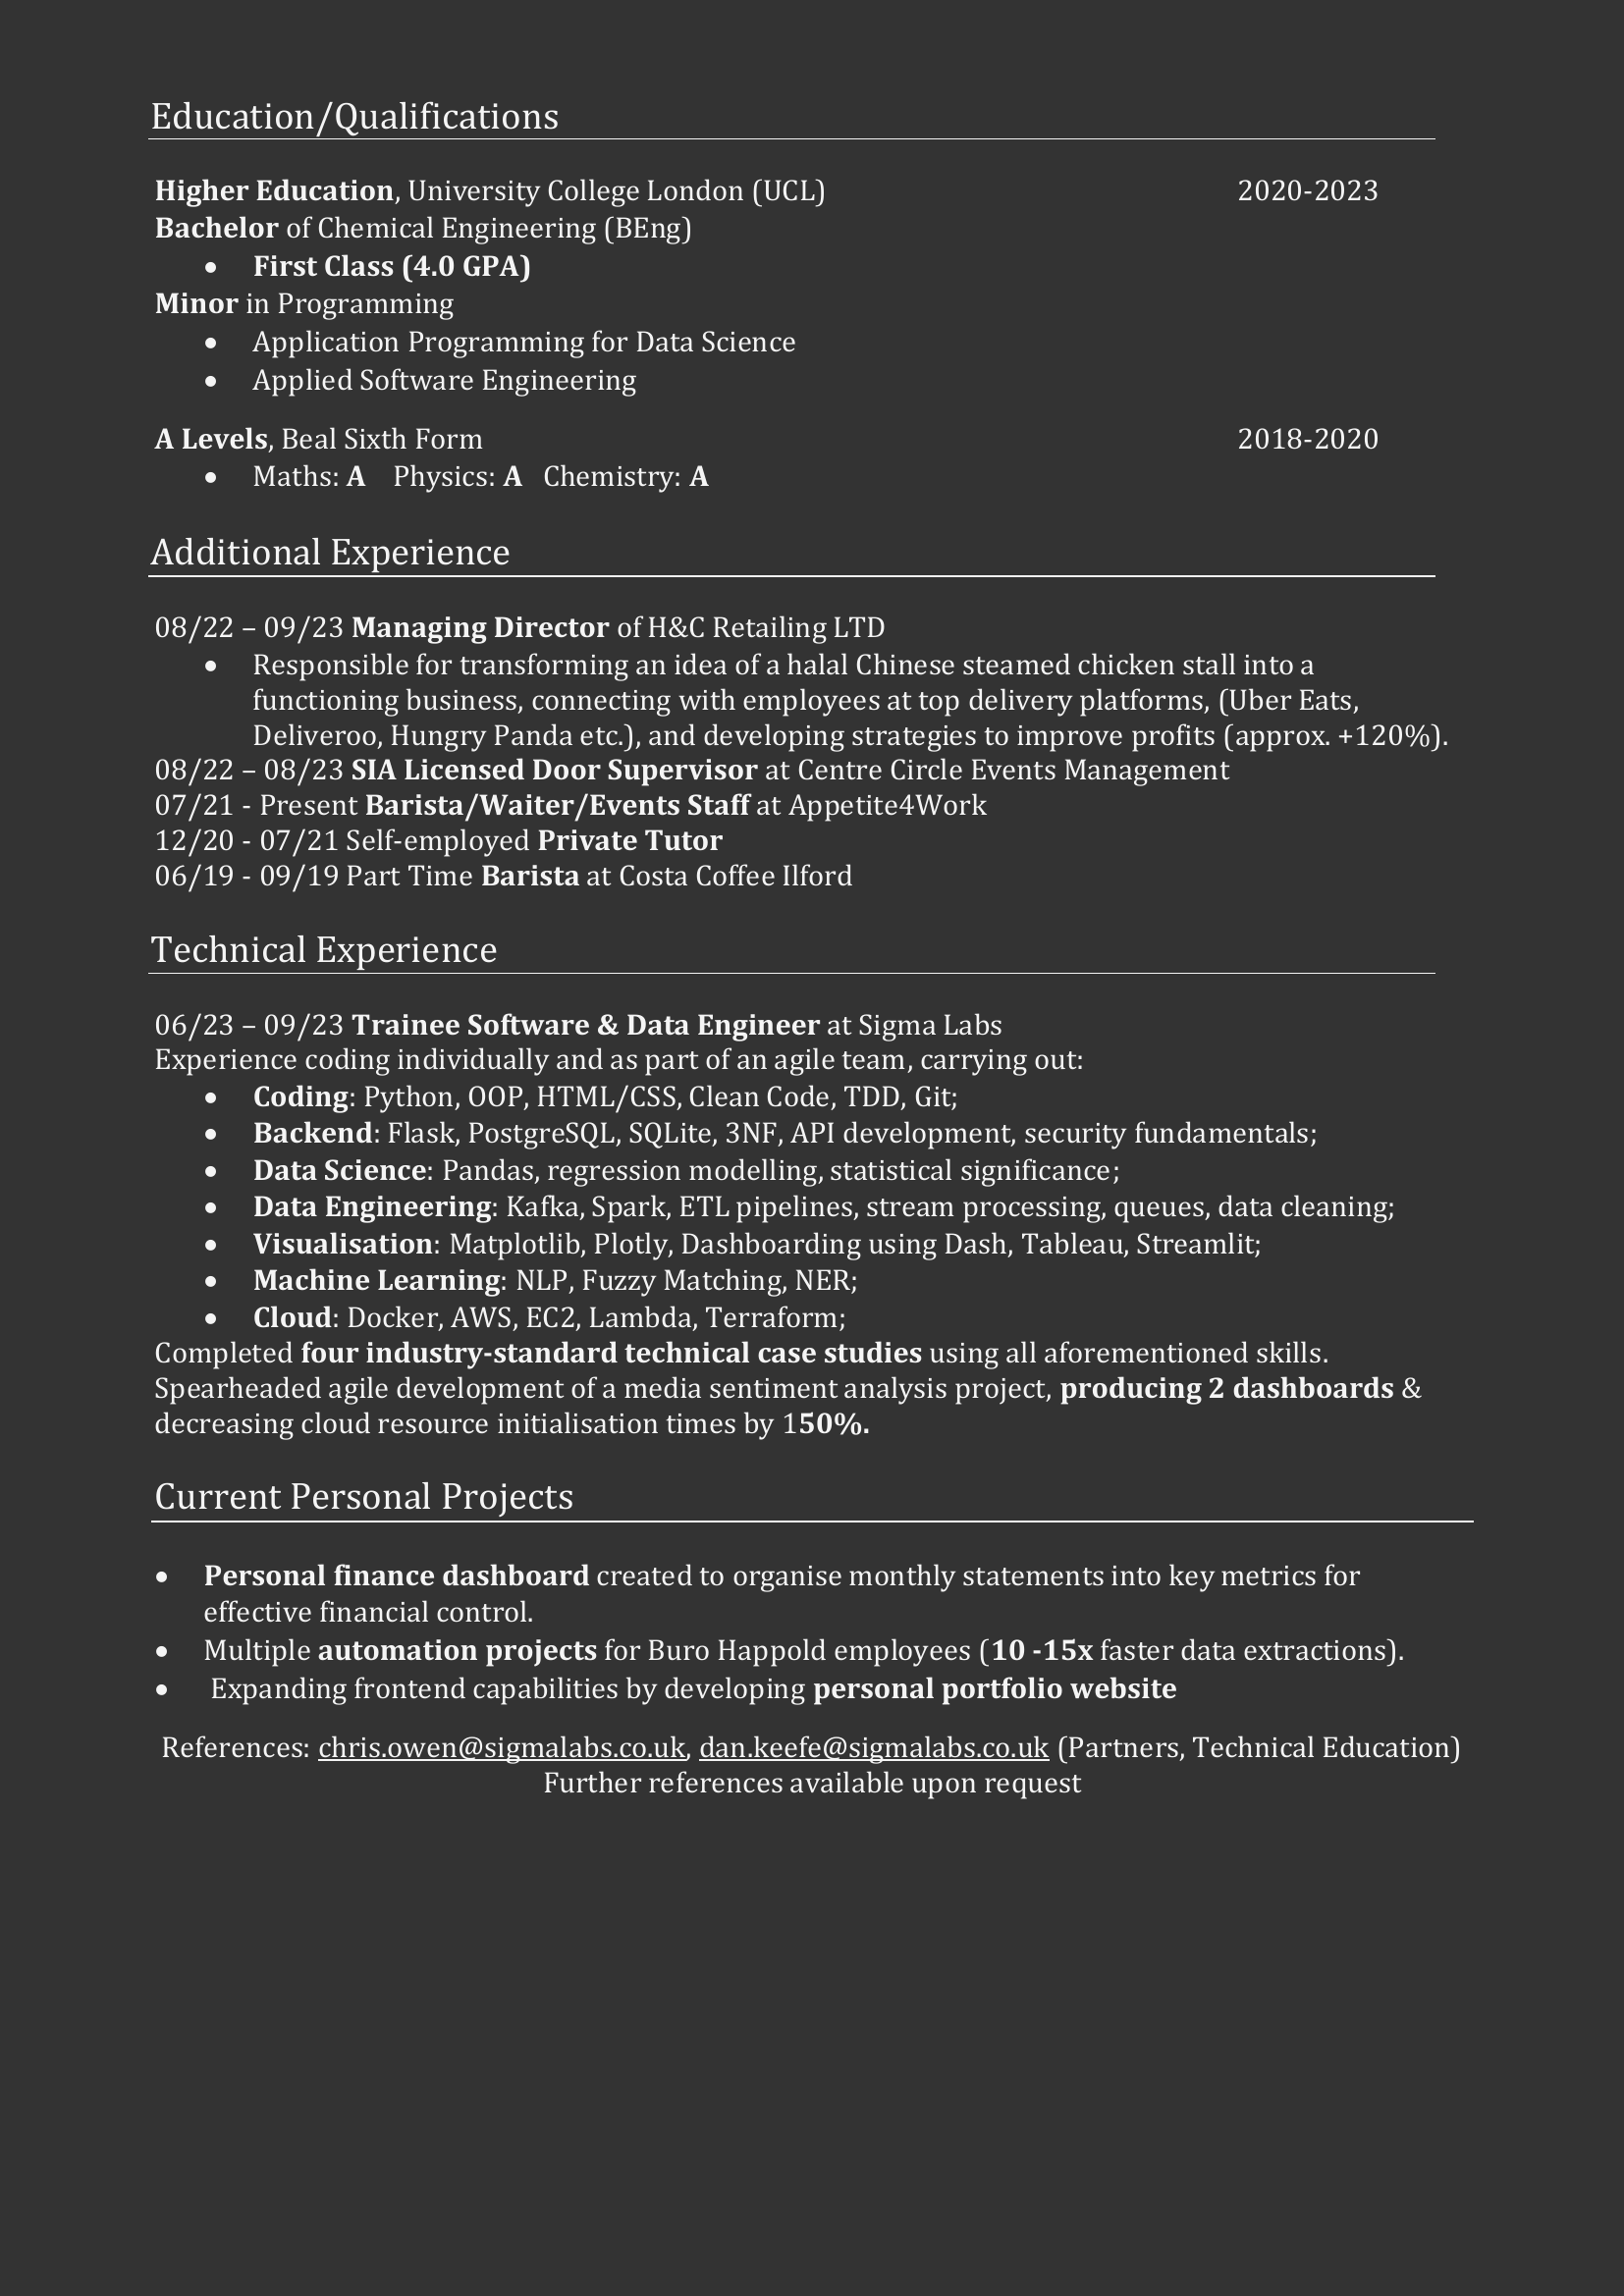 Education/Qualifications
Higher Education, University College London (UCL) 2020-2023
Bachelor of Chemical Engineering (BEng)
• First Class (4.0 GPA)
Minor in Programming
• Application Programming for Data Science
• Applied Software Engineering
A Levels, Beal Sixth Form 2018-2020
• Maths: A Physics: A Chemistry: A
Additional Experience
08/22 – 09/23 Managing Director of H&C Retailing LTD
• Responsible for transforming an idea of a halal Chinese steamed chicken stall into a
functioning business, connecting with employees at top delivery platforms, (Uber Eats,
Deliveroo, Hungry Panda etc.), and developing strategies to improve profits (approx. +120%).
08/22 – 08/23 SIA Licensed Door Supervisor at Centre Circle Events Management
07/21 - Present Barista/Waiter/Events Staff at Appetite4Work
12/20 - 07/21 Self-employed Private Tutor
06/19 - 09/19 Part Time Barista at Costa Coffee Ilford
Technical Experience
06/23 – 09/23 Trainee Software & Data Engineer at Sigma Labs
Experience coding individually and as part of an agile team, carrying out:
• Coding: Python, OOP, HTML/CSS, Clean Code, TDD, Git;
• Backend: Flask, PostgreSQL, SQLite, 3NF, API development, security fundamentals;
• Data Science: Pandas, regression modelling, statistical significance;
• Data Engineering: Kafka, Spark, ETL pipelines, stream processing, queues, data cleaning;
• Visualisation: Matplotlib, Plotly, Dashboarding using Dash, Tableau, Streamlit;
• Machine Learning: NLP, Fuzzy Matching, NER;
• Cloud: Docker, AWS, EC2, Lambda, Terraform;
Completed four industry-standard technical case studies using all aforementioned skills.
Spearheaded agile development of a media sentiment analysis project, producing 2 dashboards &
decreasing cloud resource initialisation times by 150%.
Current Personal Projects
• Personal finance dashboard created to organise monthly statements into key metrics for
effective financial control.
• Multiple automation projects for Buro Happold employees (10 -15x faster data extractions).
• Expanding frontend capabilities by developing personal portfolio website
References: chris.owen@sigmalabs.co.uk, dan.keefe@sigmalabs.co.uk (Partners, Technical Education)
Further references available upon request